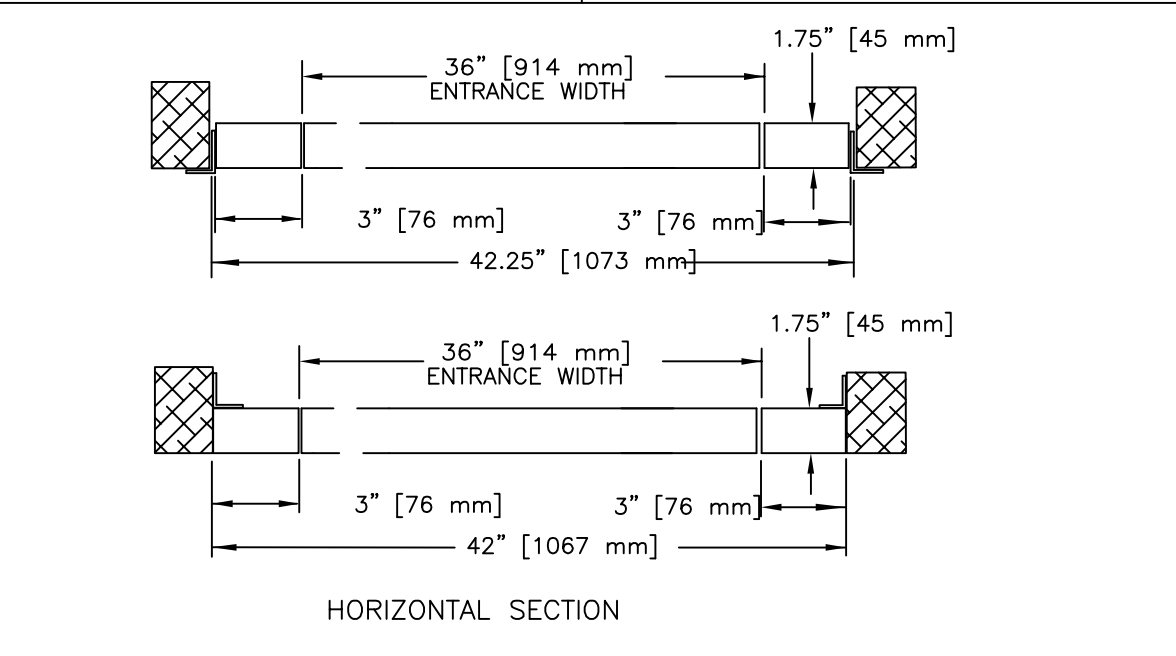 1.75” [45 mm]
36” [914 mm]
ENTRANCE WIDTH
3” [76 mm]
3” [76 mm]
42.25” [1073 mm]
1.75” [45 mm]
36” [914 mm]
ENTRANCE WIDTH
3” [76 mm]
3” [76 mm]
42” [1067 mm]
HORIZONTAL SECTION